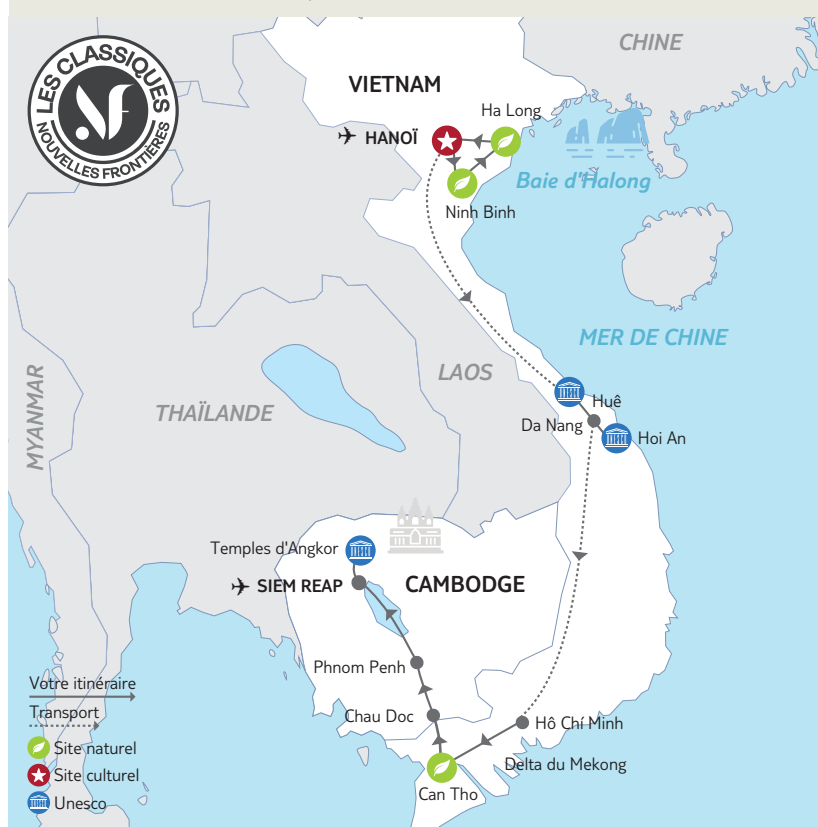 LES CLASSIQUES
NOUVELLES FRONTIÈRES
NF
CHINE
VIETNAM
Ha Long
HANOÏ
Baie d'Halong
Ninh Binh
MER DE CHINE
LAOS
MYANMAR
THAÏLANDE
Huê
Da Nang
Hoi An
Temples d'Angkor
SIEM REAP
CAMBODGE
Phnom Penh
Chau Doc
Hô Chí Minh
Delta du Mekong
Can Tho
Votre itinéraire
Transport
Site naturel
Site culturel
Unesco